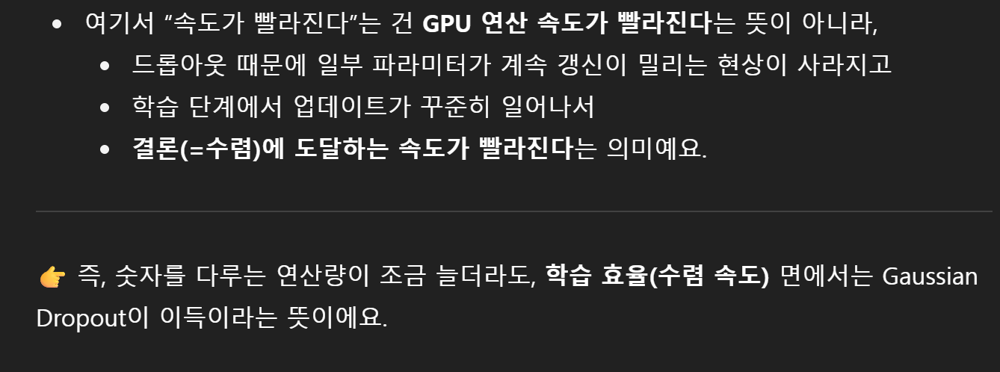 • 여기서 “속도가 빨라진다”는 건 GPU 연산 속도가 빨라진다는 뜻이 아니라,
• 드롭아웃 때문에 일부 파라미터가 계속 갱신이 밀리는 현상이 사라지고
• 학습 단계에서 업데이트가 꾸준히 일어나서
• 결론(=수렴)에 도달하는 속도가 빨라진다는 의미예요.
👉 즉, 숫자를 다루는 연산량이 조금 늘더라도, 학습 효율(수렴 속도) 면에서는 Gaussian
Dropout이 이득이라는 뜻이에요.